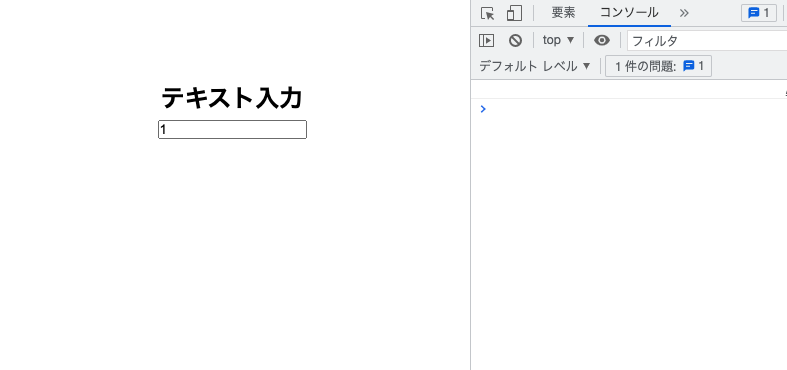 テキスト入力
1
要素 コンソール » 1
top ▼ フィルタ
デフォルト レベル ▼ 1 件の問題: 1
›